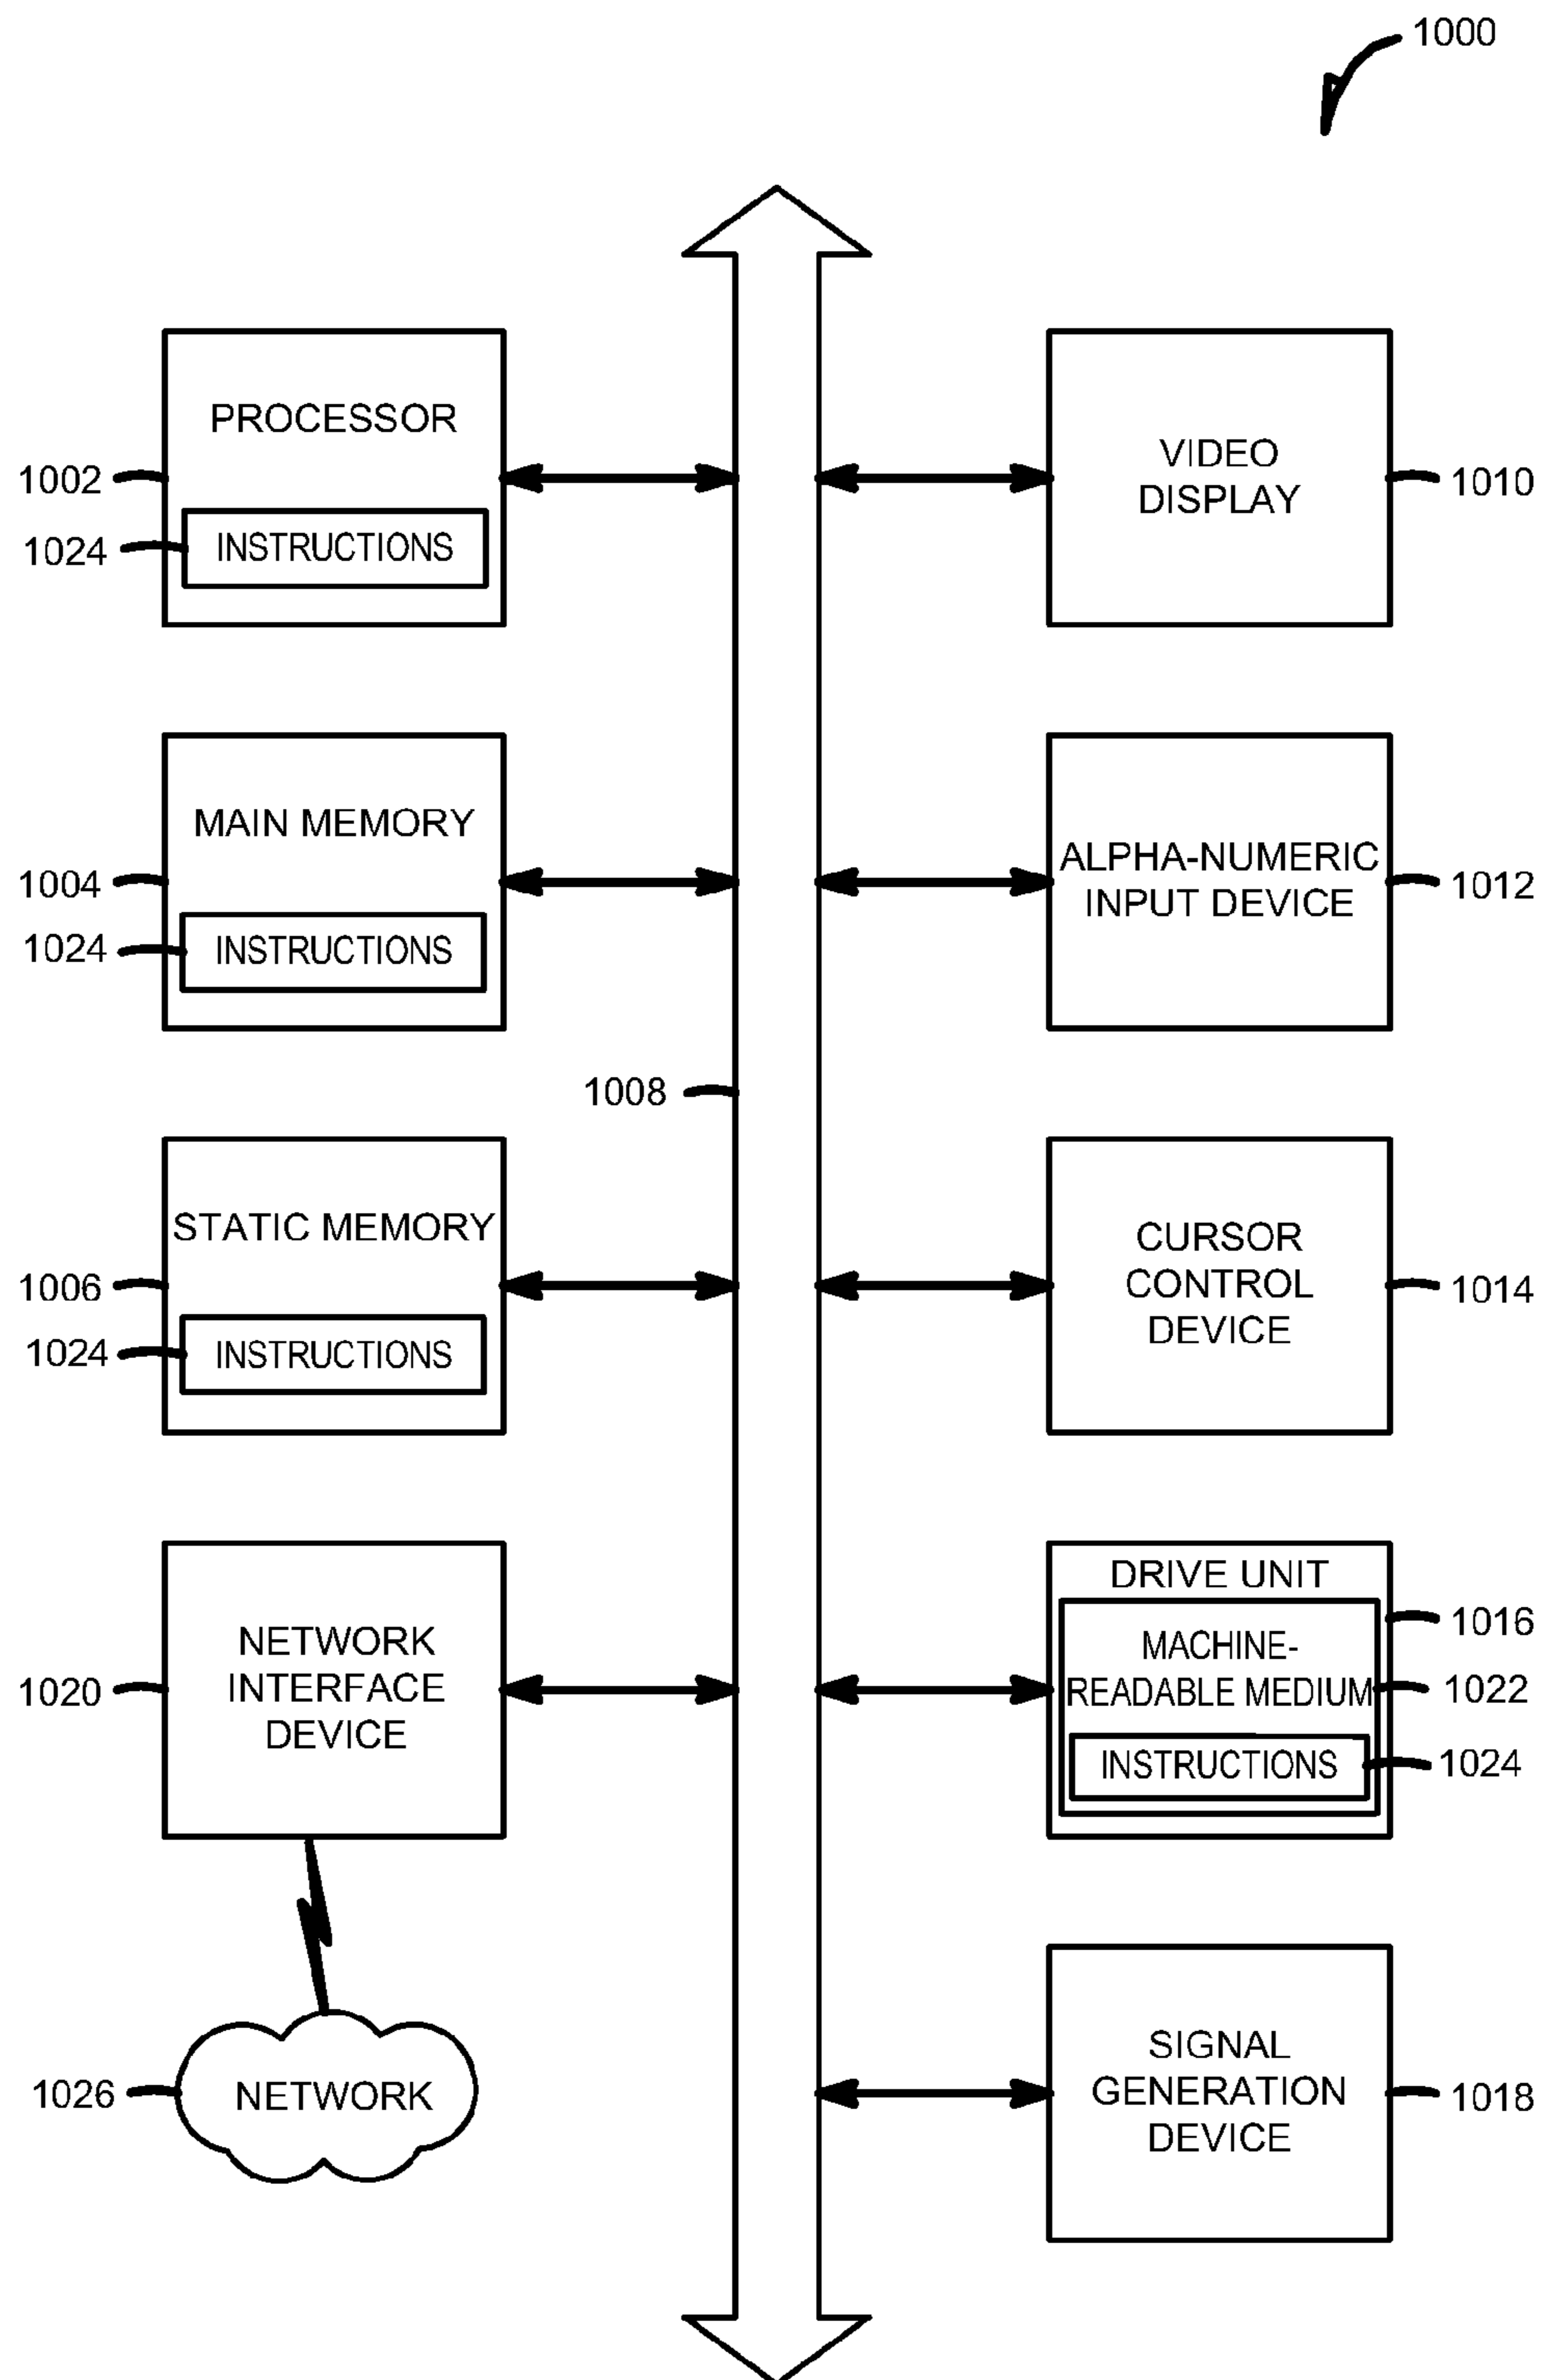 1000
PROCESSOR
1002
1024
INSTRUCTIONS
VIDEO
DISPLAY
1010
MAIN MEMORY
1004
1024
INSTRUCTIONS
ALPHA-NUMERIC
INPUT DEVICE
1012
1008
STATIC MEMORY
1006
1024
INSTRUCTIONS
CURSOR
CONTROL
DEVICE
1014
NETWORK
INTERFACE
DEVICE
1020
DRIVE UNIT
1016
MACHINE-
READABLE MEDIUM
1022
INSTRUCTIONS
1024
1026
NETWORK
SIGNAL
GENERATION
DEVICE
1018